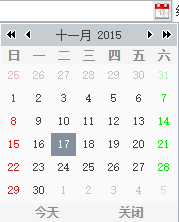 十一月 2015
日 一 二 三 四 五 六
25 26 27 28 29 30 31
1 2 3 4 5 6 7
8 9 10 11 12 13 14
15 16 17 18 19 20 21
22 23 24 25 26 27 28
29 30 1 2 3 4 5
今天 关闭